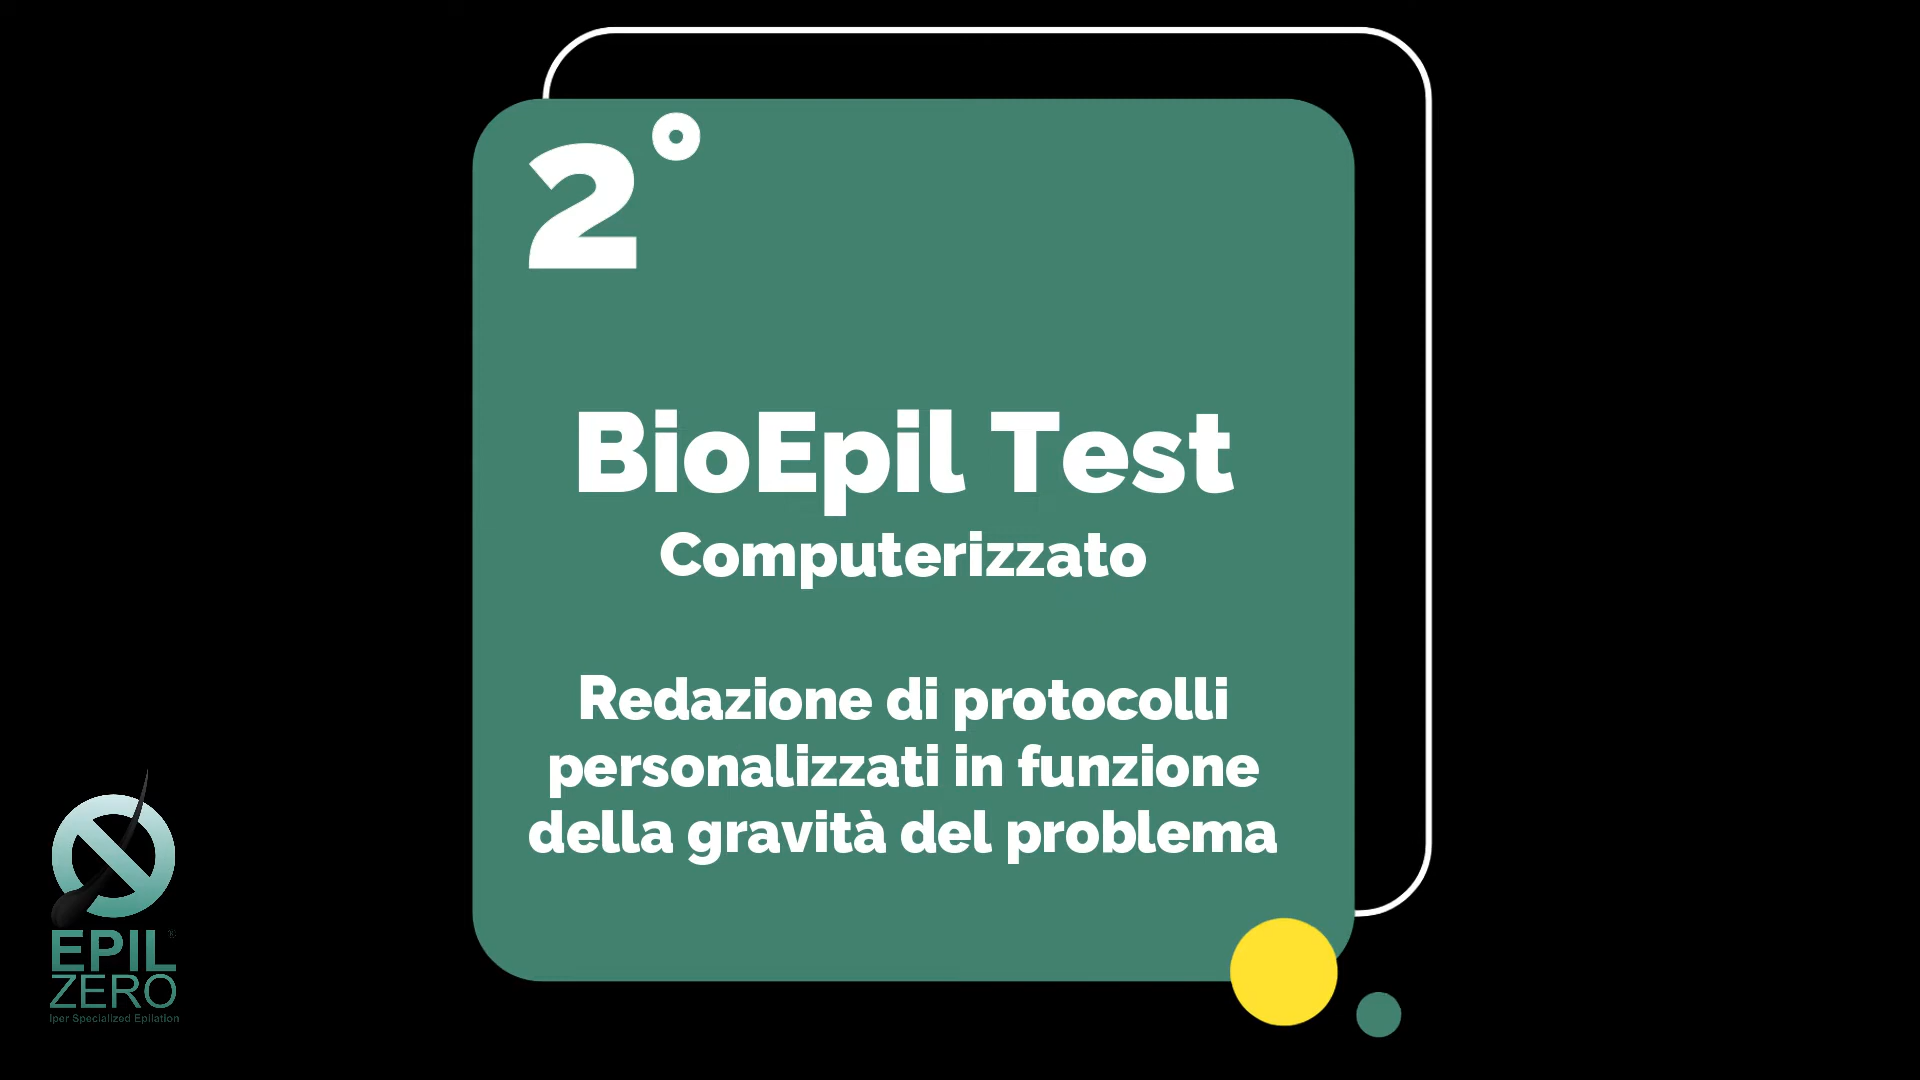 2°
BioEpil Test
Computerizzato
Redazione di protocolli
personalizzati in funzione
della gravità del problema
EPIL
ZERO
Iper Specialized Epilation